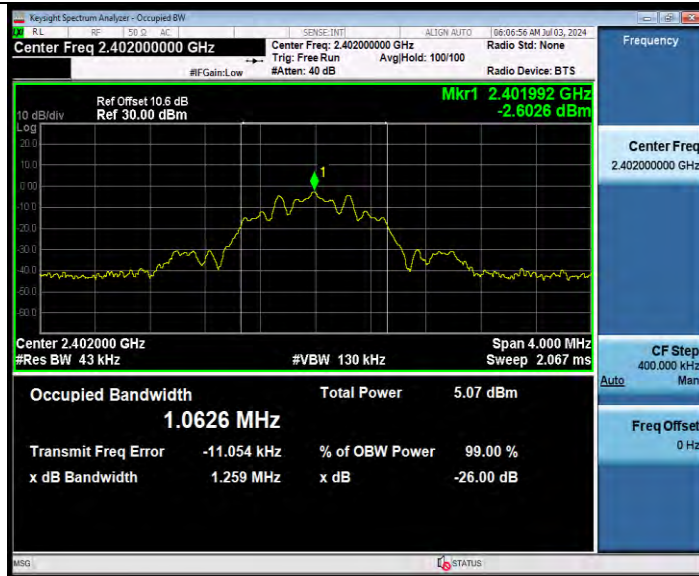 Keysight Spectrum Analyzer - Occupied BW
RL RF 50 Ω AC SENSE:INT ALIGN AUTO 06:06:56 AM Jul 03, 2024
Center Freq 2.402000000 GHz
Center Freq: 2.402000000 GHz
Radio Std: None
Trig: Free Run Avg|Hold: 100/100
#IFGain:Low #Atten: 40 dB Radio Device: BTS
Frequency
Ref Offset 10.6 dB
Mkr1 2.401992 GHz
10 dB/div Ref 30.00 dBm
-2.6026 dBm
Log
20.0
10.0
0.00
-10.0
-20.0
-30.0
-40.0
-50.0
-60.0
1
Center 2.402000 GHz Span 4.000 MHz
#Res BW 43 kHz #VBW 130 kHz Sweep 2.067 ms
Occupied Bandwidth Total Power 5.07 dBm
1.0626 MHz
Transmit Freq Error -11.054 kHz % of OBW Power 99.00 %
x dB Bandwidth 1.259 MHz x dB -26.00 dB
Center Freq
2.402000000 GHz
CF Step
400.000 kHz
Auto Man
Freq Offset
0 Hz
MSG STATUS